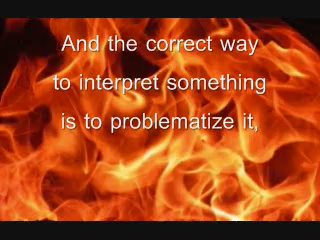 And the correct way
to interpret something
is to problematize it,